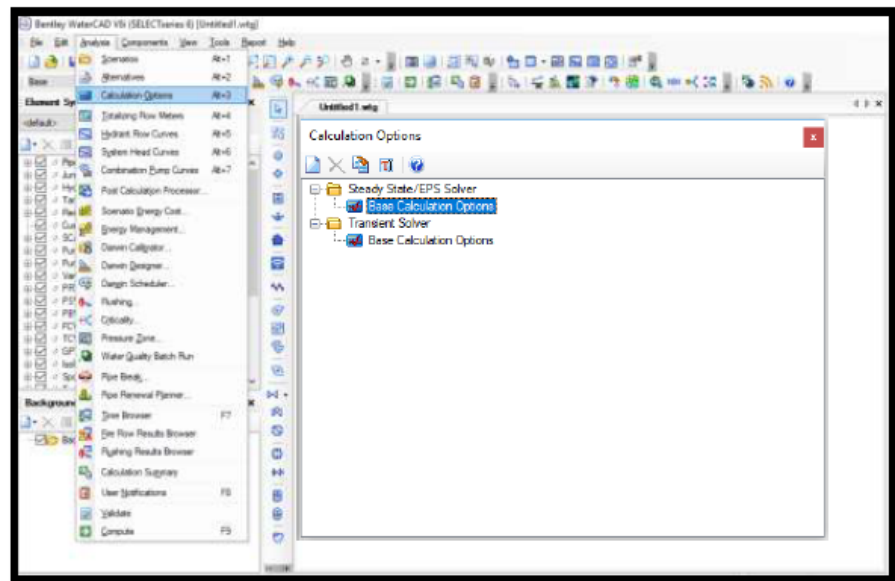 Bentley WaterCAD V8i (SELECTseries 6) [Untitled1.wtg]
File Edit Analysis Components View Tools Report Help
Scenarios Alt+1
Base
Alternatives Alt+2
Calculation Options Alt+3
Element Sy
Untitled1.wtg
<default>
Totalizing Flow Meters Alt+4
Hydrant Flow Curves Alt+5
System Head Curves Alt+6
Combination Pump Curves Alt+7
Post Calculation Processor...
Scenario Energy Cost...
Energy Management...
Darwin Calibrator...
Darwin Designer...
Darwin Scheduler...
Flushing...
Criticality...
Pressure Zone...
Water Quality Batch Run
Pipe Break...
Pipe Renewal Planner...
Background
Time Browser F7
Fire Flow Results Browser
Flushing Results Browser
Calculation Summary
User Notifications F8
Validate
Compute F9
Calculation Options
Steady State/EPS Solver
Base Calculation Options
Transient Solver
Base Calculation Options